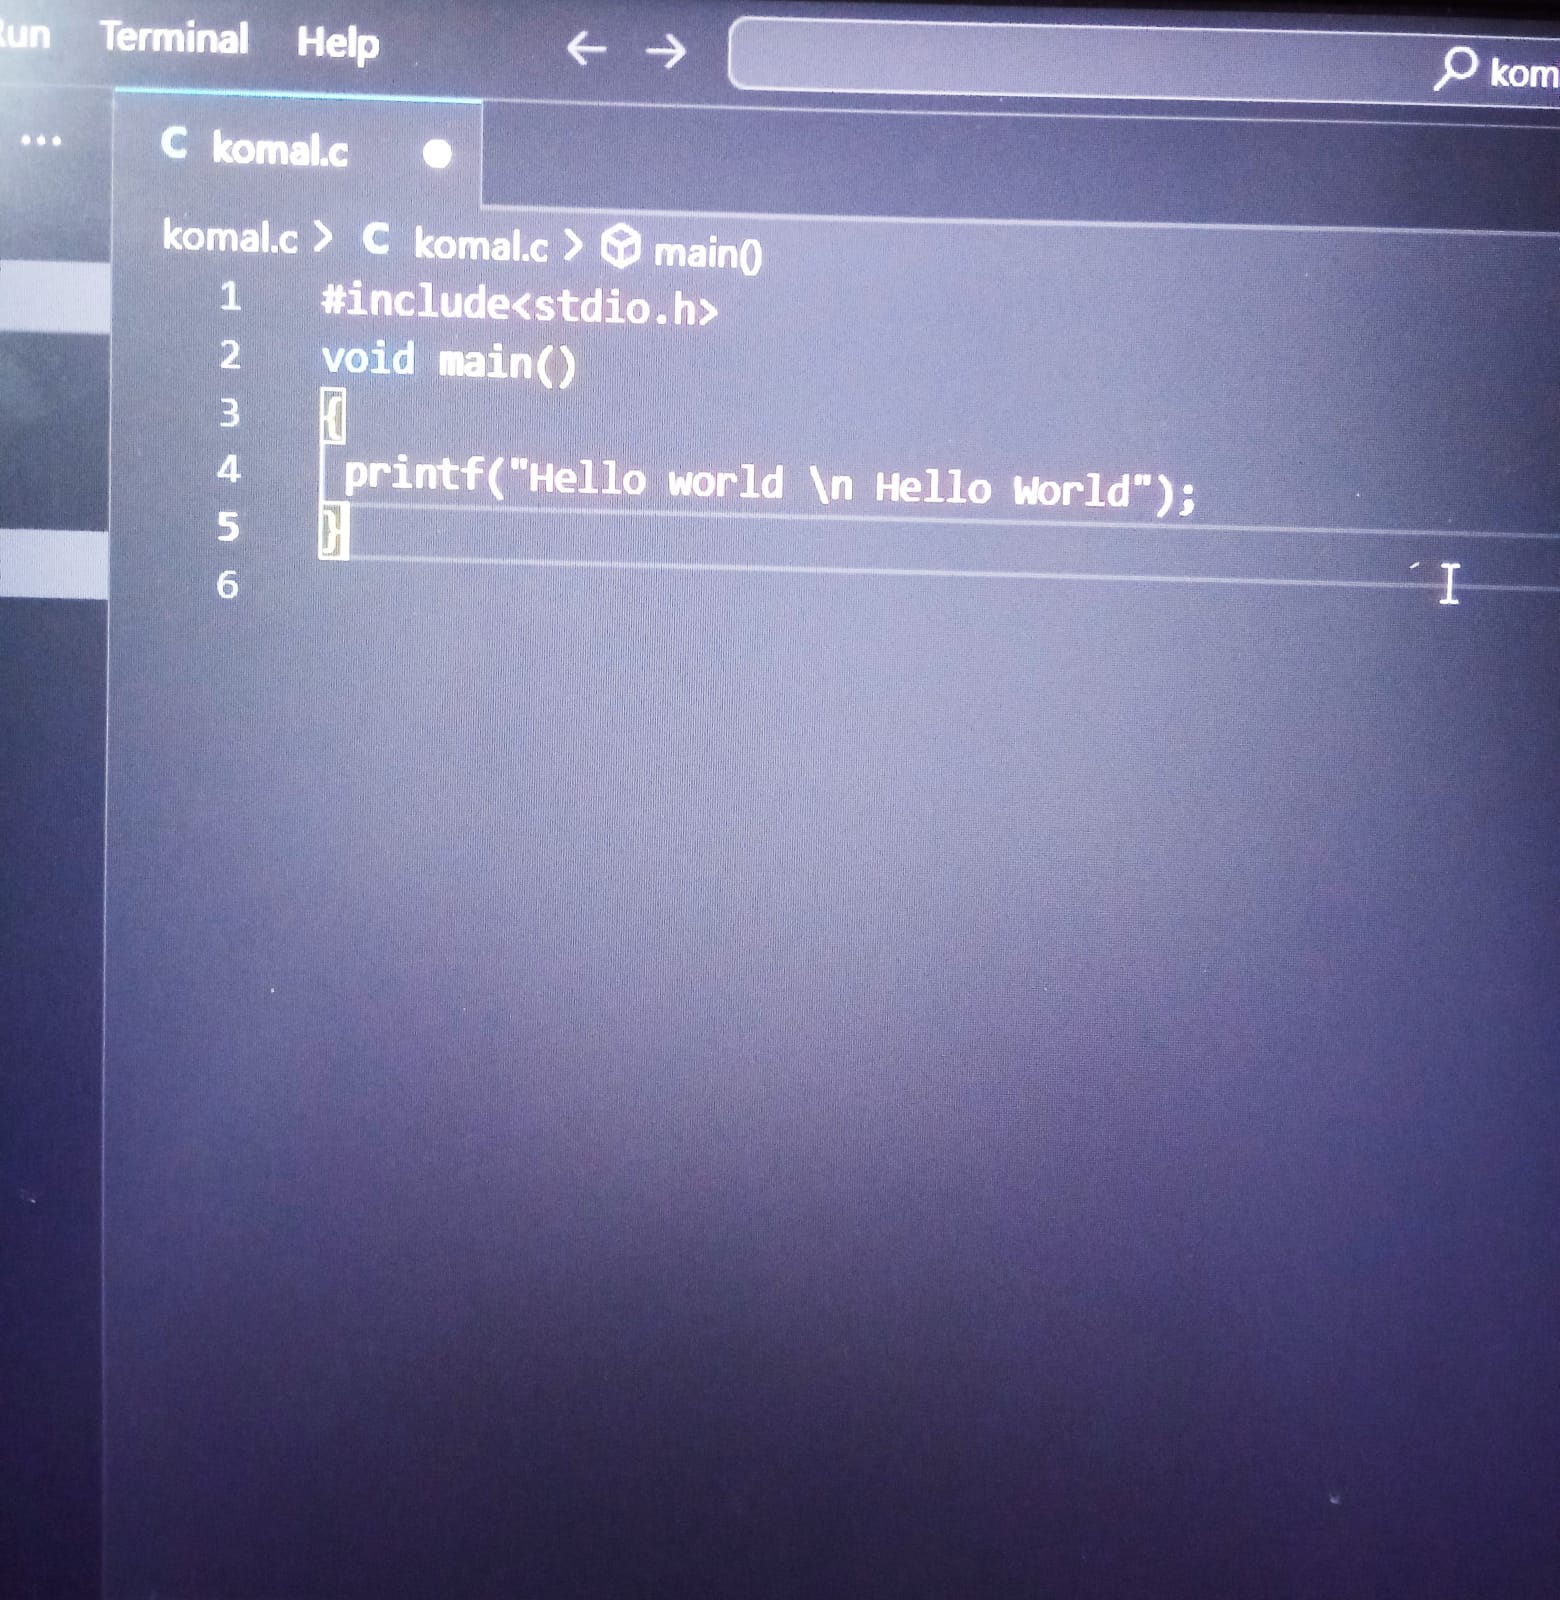 Terminal Help ← → kom
... C komal.c ●
komal.c > C komal.c > main()
1 #include<stdio.h>
2 void main()
3 {
4 printf("Hello world \n Hello World");
5 }
6